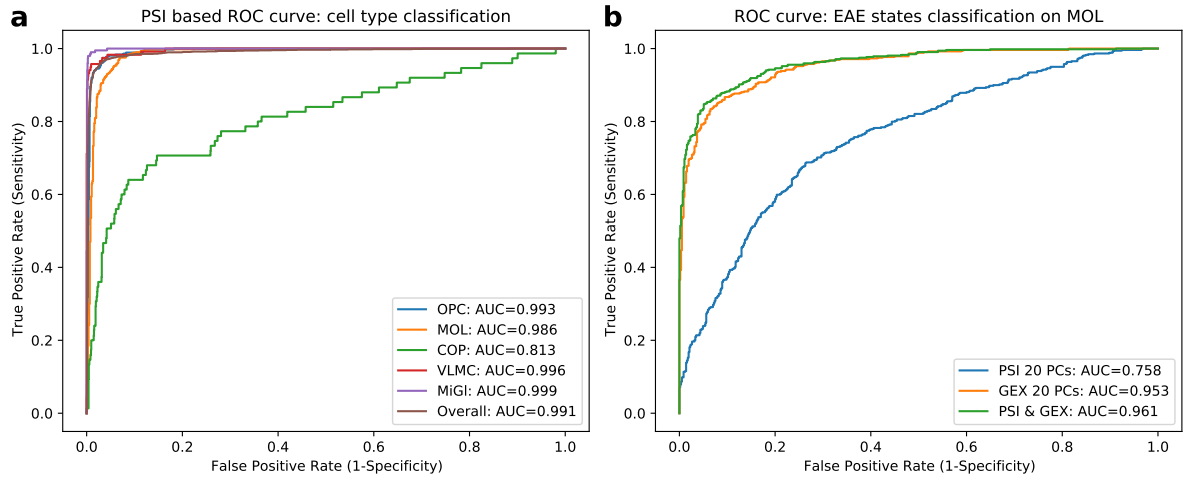 a
PSI based ROC curve: cell type classification
True Positive Rate (Sensitivity)
1.0
0.8
0.6
0.4
0.2
0.0
OPC: AUC=0.993
MOL: AUC=0.986
COP: AUC=0.813
VLMC: AUC=0.996
MiGl: AUC=0.999
Overall: AUC=0.991
0.0 0.2 0.4 0.6 0.8 1.0
False Positive Rate (1-Specificity)
b
ROC curve: EAE states classification on MOL
True Positive Rate (Sensitivity)
1.0
0.8
0.6
0.4
0.2
0.0
PSI 20 PCs: AUC=0.758
GEX 20 PCs: AUC=0.953
PSI & GEX: AUC=0.961
0.0 0.2 0.4 0.6 0.8 1.0
False Positive Rate (1-Specificity)